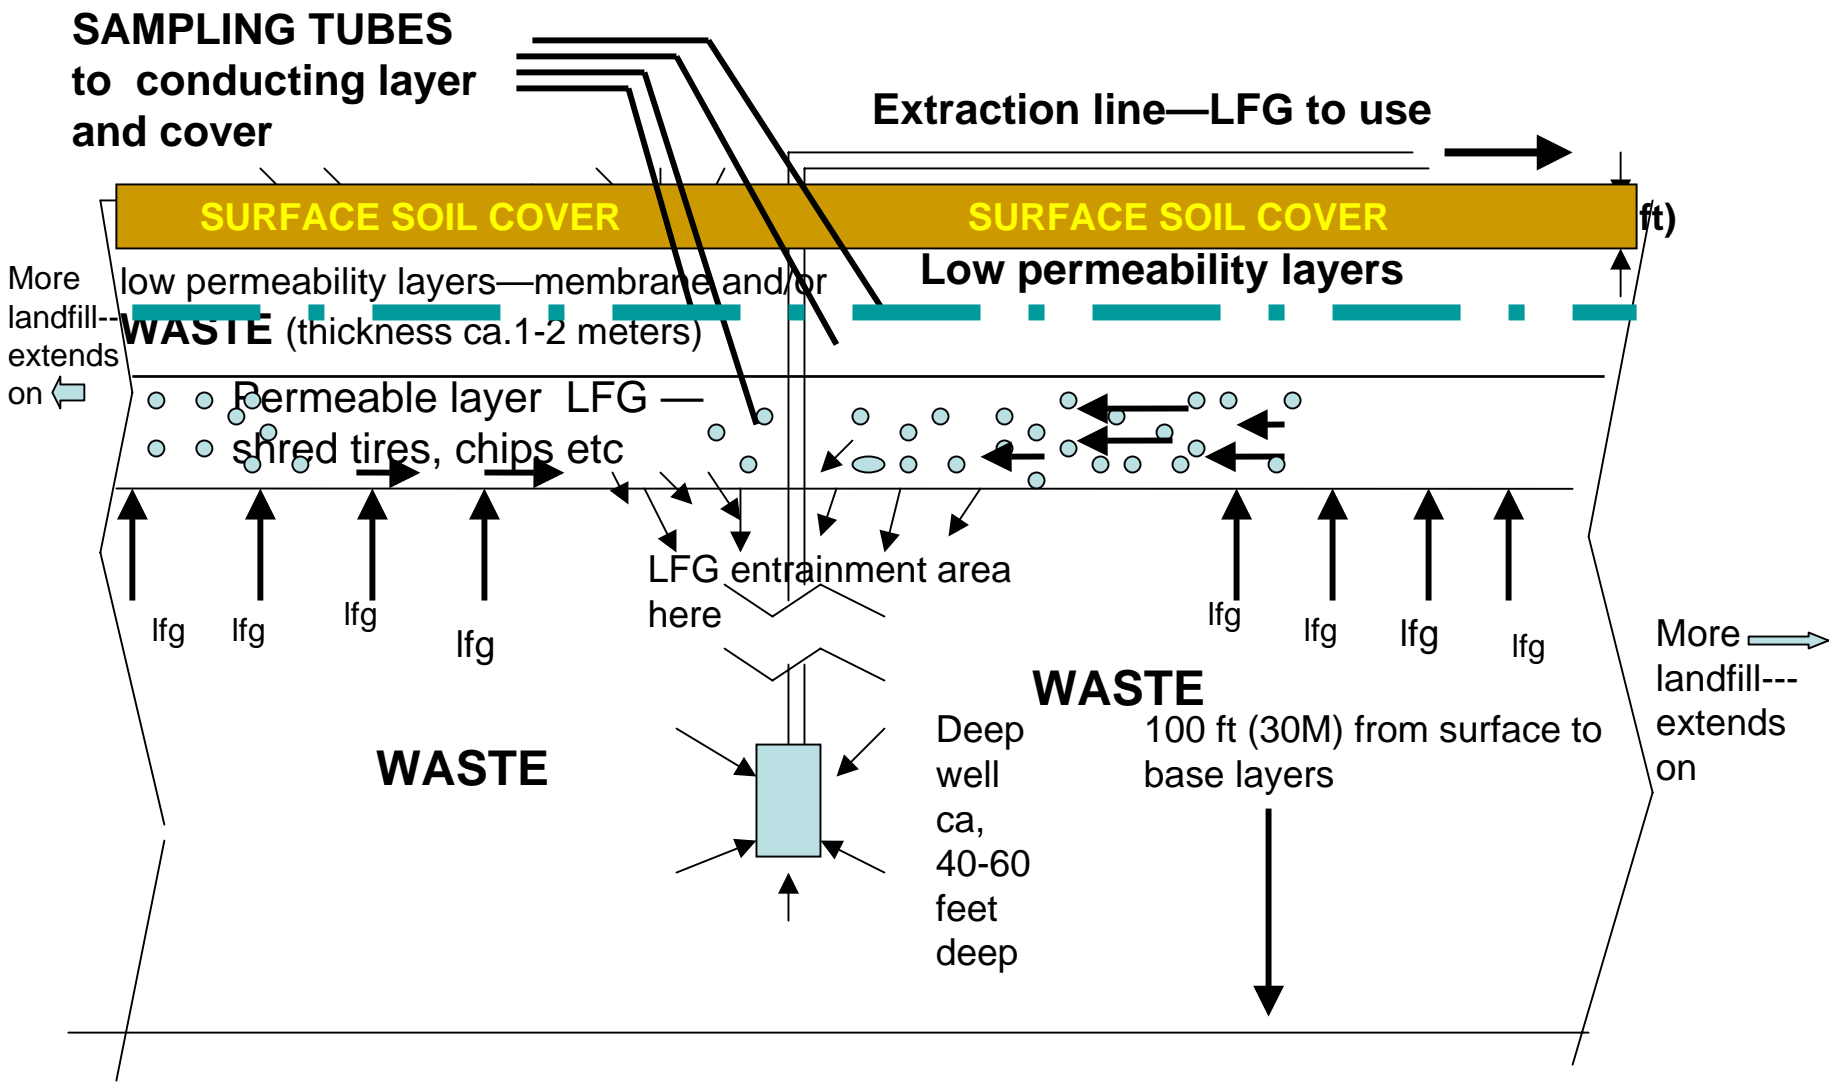 SAMPLING TUBES
to conducting layer
and cover
Extraction line—LFG to use
SURFACE SOIL COVER
SURFACE SOIL COVER
ft)
More
landfill--
extends
on
low permeability layers—membrane and/or
Low permeability layers
WASTE (thickness ca.1-2 meters)
Permeable layer LFG —
shred tires, chips etc
LFG entrainment area
here
lfg
lfg
lfg
lfg
lfg
lfg
lfg
lfg
More
landfill---
extends
on
WASTE
WASTE
Deep
well
ca,
40-60
feet
deep
100 ft (30M) from surface to
base layers